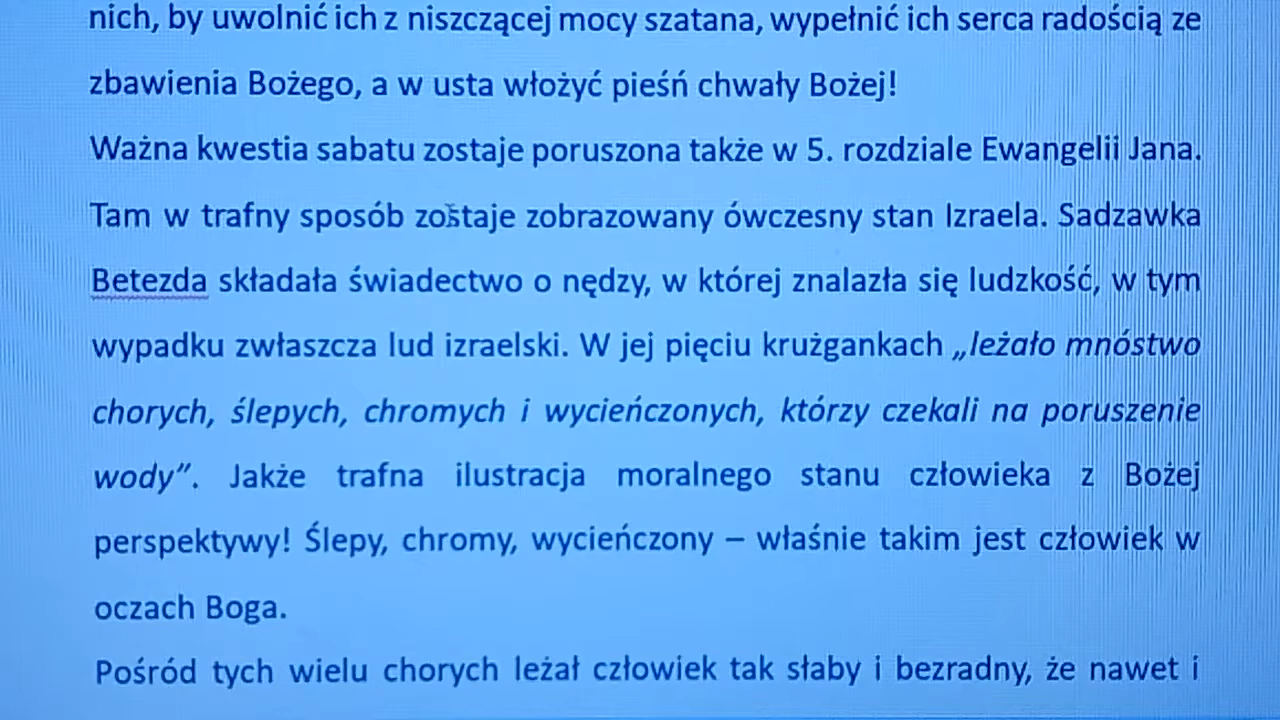 nich, by uwolnić ich z niszczącej mocy szatana, wypełnić ich serca radością ze
zbawienia Bożego, a w usta włożyć pieśń chwały Bożej!
Ważna kwestia sabatu zostaje poruszona także w 5. rozdziale Ewangelii Jana.
Tam w trafny sposób zostaje zobrazowany ówczesny stan Izraela. Sadzawka
Betezda składała świadectwo o nędzy, w której znalazła się ludzkość, w tym
wypadku zwłaszcza lud izraelski. W jej pięciu krużgankach „leżało mnóstwo
chorych, ślepych, chromych i wycieńczonych, którzy czekali na poruszenie
wody”. Jakże trafna ilustracja moralnego stanu człowieka z Bożej
perspektywy! Ślepy, chromy, wycieńczony – właśnie takim jest człowiek w
oczach Boga.
Pośród tych wielu chorych leżał człowiek tak słaby i bezradny, że nawet i